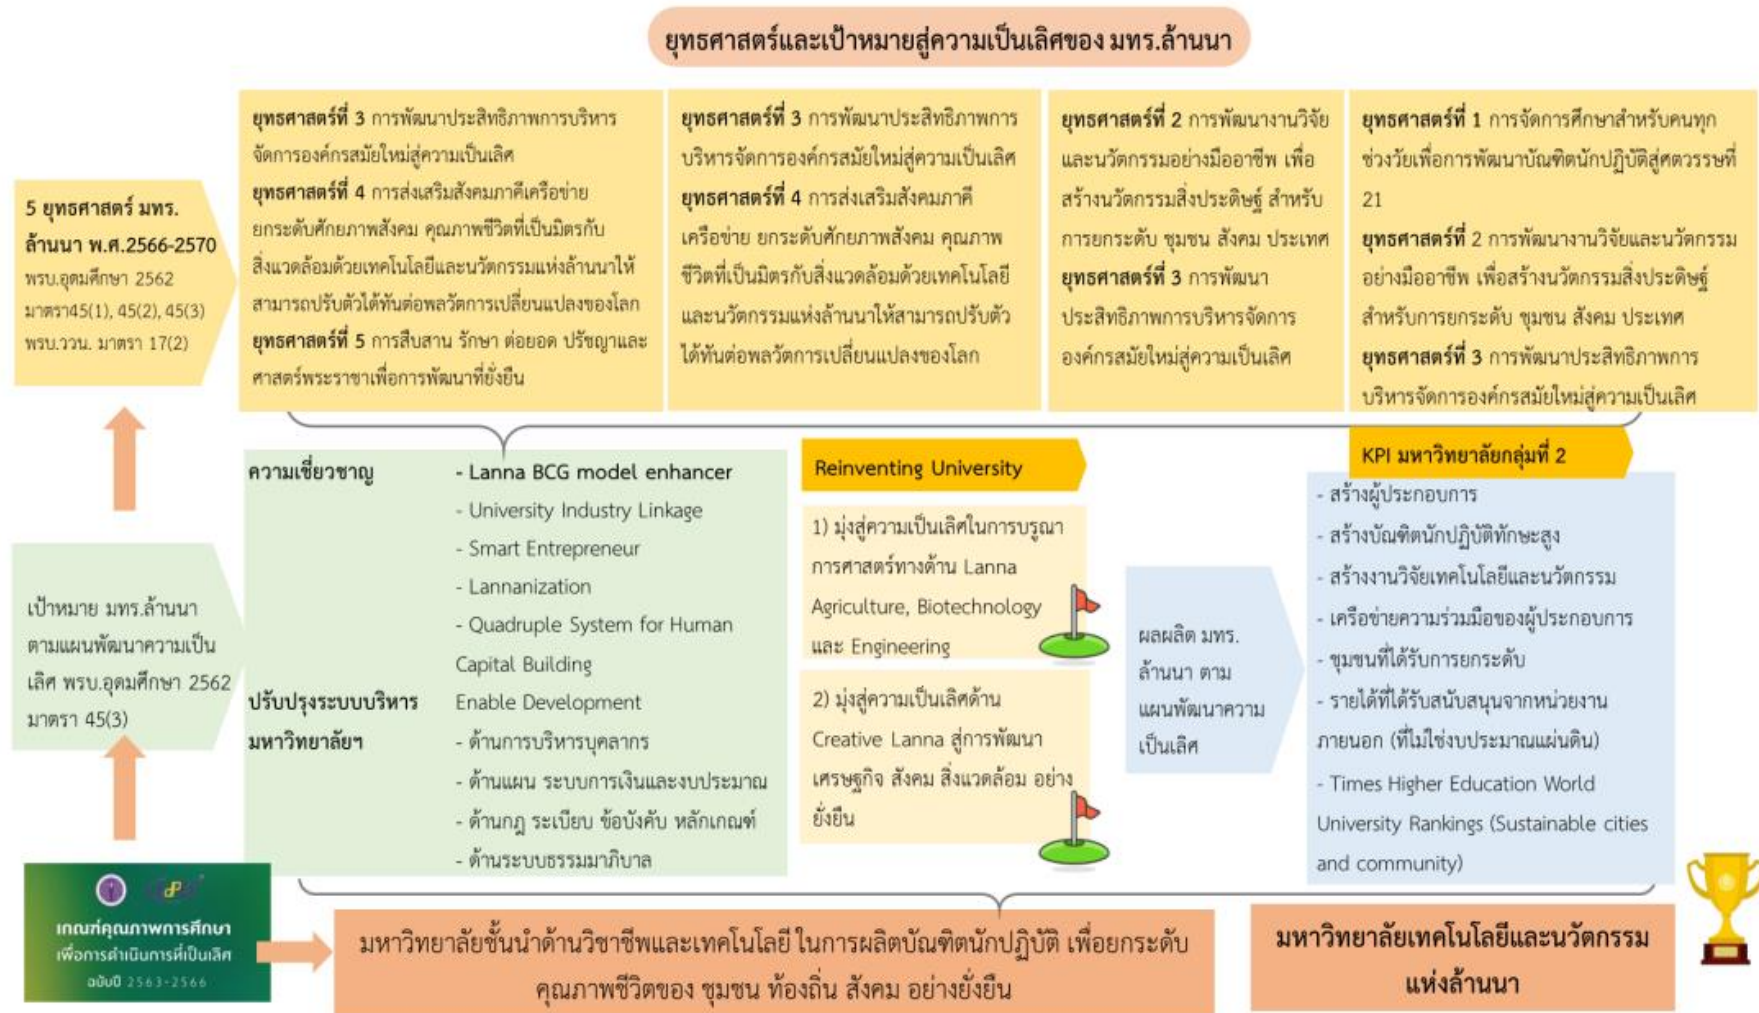 ยุทธศาสตร์และเป้าหมายสู่ความเป็นเลิศของ มทร.ล้านนา
5 ยุทธศาสตร์ มทร.
ล้านนา พ.ศ.2566-2570
พรบ.อุดมศึกษา 2562
มาตรา45(1), 45(2), 45(3)
พรบ.ววน. มาตรา 17(2)
ยุทธศาสตร์ที่ 3 การพัฒนาประสิทธิภาพการบริหาร
จัดการองค์กรสมัยใหม่สู่ความเป็นเลิศ
ยุทธศาสตร์ที่ 4 การส่งเสริมสังคมภาคีเครือข่าย
ยกระดับศักยภาพสังคม คุณภาพชีวิตที่เป็นมิตรกับ
สิ่งแวดล้อมด้วยเทคโนโลยีและนวัตกรรมแห่งล้านนาให้
สามารถปรับตัวได้ทันต่อพลวัตการเปลี่ยนแปลงของโลก
ยุทธศาสตร์ที่ 5 การสืบสาน รักษา ต่อยอด ปรัชญาและ
ศาสตร์พระราชาเพื่อการพัฒนาที่ยั่งยืน
ยุทธศาสตร์ที่ 3 การพัฒนาประสิทธิภาพการ
บริหารจัดการองค์กรสมัยใหม่สู่ความเป็นเลิศ
ยุทธศาสตร์ที่ 4 การส่งเสริมสังคมภาคี
เครือข่าย ยกระดับศักยภาพสังคม คุณภาพ
ชีวิตที่เป็นมิตรกับสิ่งแวดล้อมด้วยเทคโนโลยี
และนวัตกรรมแห่งล้านนาให้สามารถปรับตัว
ได้ทันต่อพลวัตการเปลี่ยนแปลงของโลก
ยุทธศาสตร์ที่ 2 การพัฒนางานวิจัย
และนวัตกรรมอย่างมืออาชีพ เพื่อ
สร้างนวัตกรรมสิ่งประดิษฐ์ สำหรับ
การยกระดับ ชุมชน สังคม ประเทศ
ยุทธศาสตร์ที่ 3 การพัฒนา
ประสิทธิภาพการบริหารจัดการ
องค์กรสมัยใหม่สู่ความเป็นเลิศ
ยุทธศาสตร์ที่ 1 การจัดการศึกษาสำหรับคนทุก
ช่วงวัยเพื่อการพัฒนาบัณฑิตนักปฏิบัติสู่ศตวรรษที่
21
ยุทธศาสตร์ที่ 2 การพัฒนางานวิจัยและนวัตกรรม
อย่างมืออาชีพ เพื่อสร้างนวัตกรรมสิ่งประดิษฐ์
สำหรับการยกระดับ ชุมชน สังคม ประเทศ
ยุทธศาสตร์ที่ 3 การพัฒนาประสิทธิภาพการ
บริหารจัดการองค์กรสมัยใหม่สู่ความเป็นเลิศ
เป้าหมาย มทร.ล้านนา
ตามแผนพัฒนาความเป็น
เลิศ พรบ.อุดมศึกษา 2562
มาตรา 45(3)
ความเชี่ยวชาญ
- Lanna BCG model enhancer
- University Industry Linkage
- Smart Entrepreneur
- Lannanization
- Quadruple System for Human
Capital Building
ปรับปรุงระบบบริหาร
มหาวิทยาลัยฯ
Enable Development
- ด้านการบริหารบุคลากร
- ด้านแผน ระบบการเงินและงบประมาณ
- ด้านกฎ ระเบียบ ข้อบังคับ หลักเกณฑ์
- ด้านระบบธรรมมาภิบาล
Reinventing University
1) มุ่งสู่ความเป็นเลิศในการบรูณา
การศาสตร์ทางด้าน Lanna
Agriculture, Biotechnology
และ Engineering
2) มุ่งสู่ความเป็นเลิศด้าน
Creative Lanna สู่การพัฒนา
เศรษฐกิจ สังคม สิ่งแวดล้อม อย่าง
ยั่งยืน
ผลผลิต มทร.
ล้านนา ตาม
แผนพัฒนาความ
เป็นเลิศ
KPI มหาวิทยาลัยกลุ่มที่ 2
- สร้างผู้ประกอบการ
- สร้างบัณฑิตนักปฏิบัติทักษะสูง
- สร้างงานวิจัยเทคโนโลยีและนวัตกรรม
- เครือข่ายความร่วมมือของผู้ประกอบการ
- ชุมชนที่ได้รับการยกระดับ
- รายได้ที่ได้รับสนับสนุนจากหน่วยงาน
ภายนอก (ที่ไม่ใช่งบประมาณแผ่นดิน)
- Times Higher Education World
University Rankings (Sustainable cities
and community)
เกณฑ์คุณภาพการศึกษา
เพื่อการดำเนินการที่เป็นเลิศ
ฉบับปี 2563-2566
มหาวิทยาลัยชั้นนำด้านวิชาชีพและเทคโนโลยี ในการผลิตบัณฑิตนักปฏิบัติ เพื่อยกระดับ
คุณภาพชีวิตของ ชุมชน ท้องถิ่น สังคม อย่างยั่งยืน
มหาวิทยาลัยเทคโนโลยีและนวัตกรรม
แห่งล้านนา